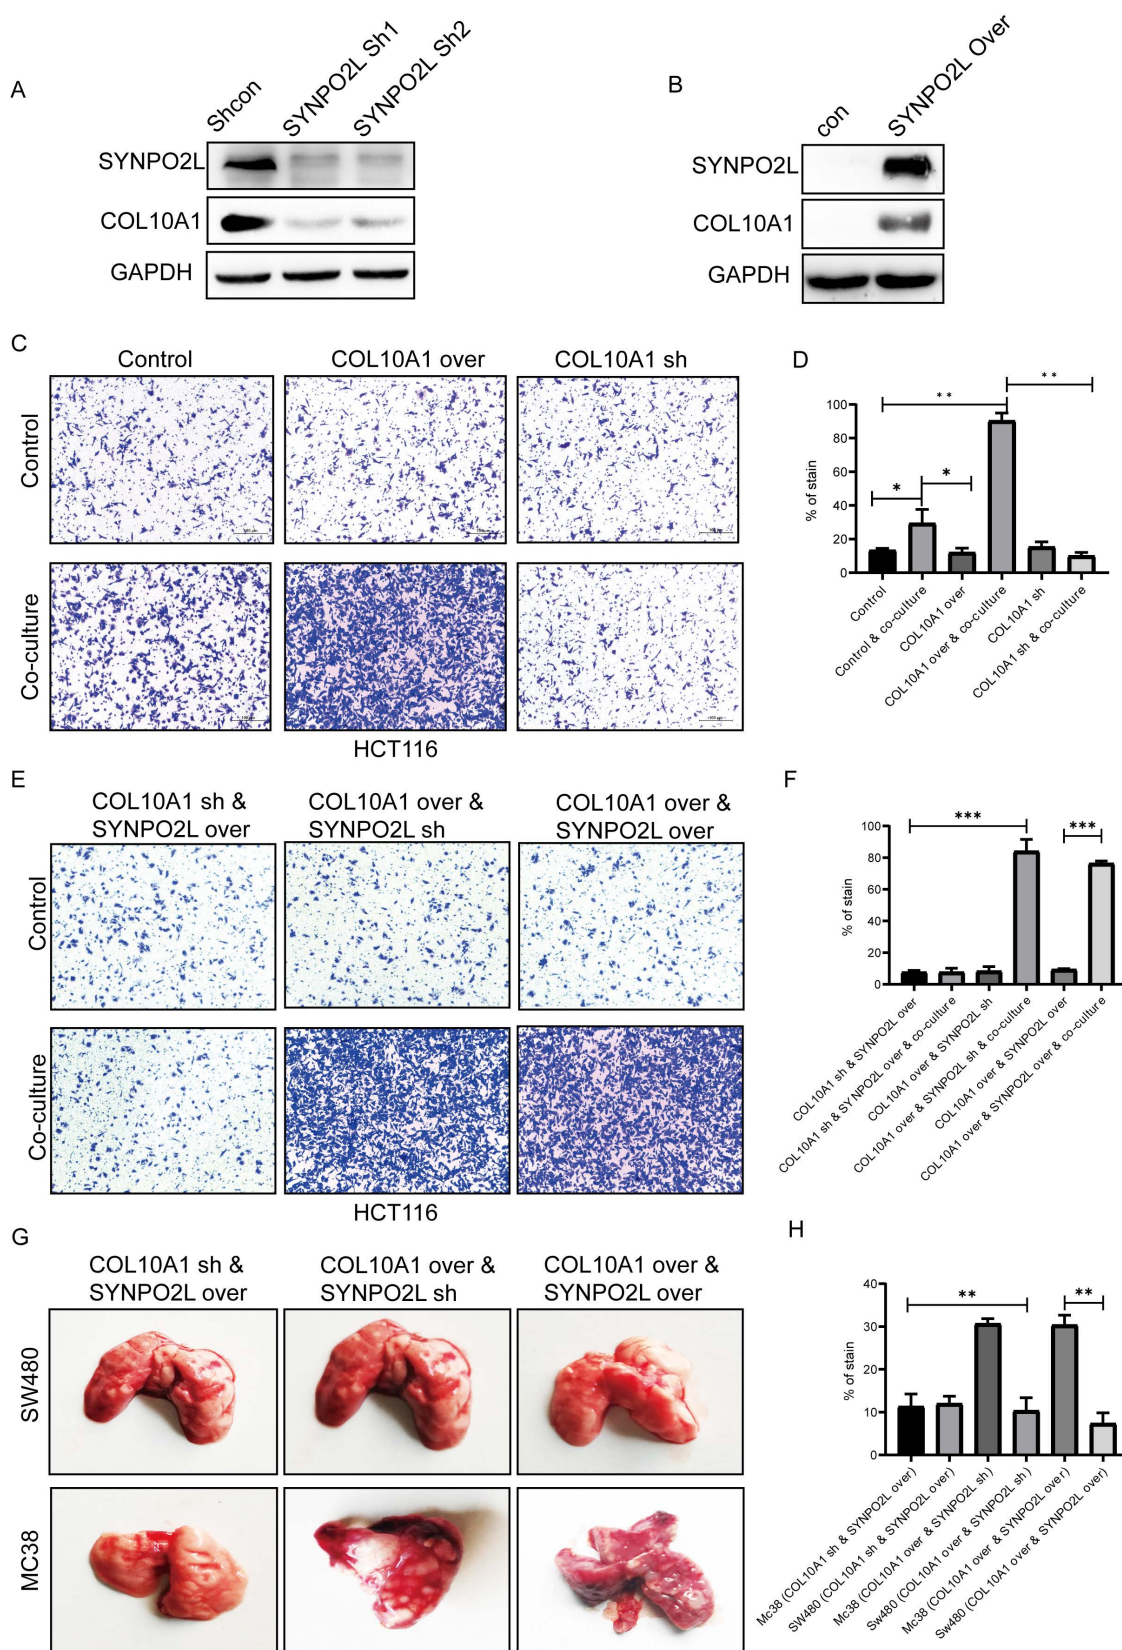 A
Shcon
SYNPO2L Sh1
SYNPO2L Sh2
SYNPO2L
COL10A1
GAPDH
B
con
SYNPO2L Over
SYNPO2L
COL10A1
GAPDH
C
Control
COL10A1 over
COL10A1 sh
Control
Co-culture
HCT116
D
% of stain
100
80
60
40
20
0
*
*
**
**
Control
Control & co-culture
COL10A1 over
COL10A1 over & co-culture
COL10A1 sh
COL10A1 sh & co-culture
E
COL10A1 sh &
SYNPO2L over
COL10A1 over &
SYNPO2L sh
COL10A1 over &
SYNPO2L over
Control
Co-culture
HCT116
F
% of stain
100
80
60
40
20
0
***
***
COL10A1 sh & SYNPO2L over
COL10A1 sh & SYNPO2L over & co-culture
COL10A1 over & SYNPO2L sh
COL10A1 over & SYNPO2L sh & co-culture
COL10A1 over & SYNPO2L over
COL10A1 over & SYNPO2L over & co-culture
G
COL10A1 sh &
SYNPO2L over
COL10A1 over &
SYNPO2L sh
COL10A1 over &
SYNPO2L over
SW480
MC38
H
% of stain
40
30
20
10
0
**
**
Mc38 (COL10A1 sh & SYNPO2L over)
SW480 (COL10A1 sh & SYNPO2L over)
Mc38 (COL10A1 over & SYNPO2L sh)
Sw480 (COL10A1 over & SYNPO2L sh)
Mc38 (COL10A1 over & SYNPO2L over)
Sw480 (COL10A1 over & SYNPO2L over)